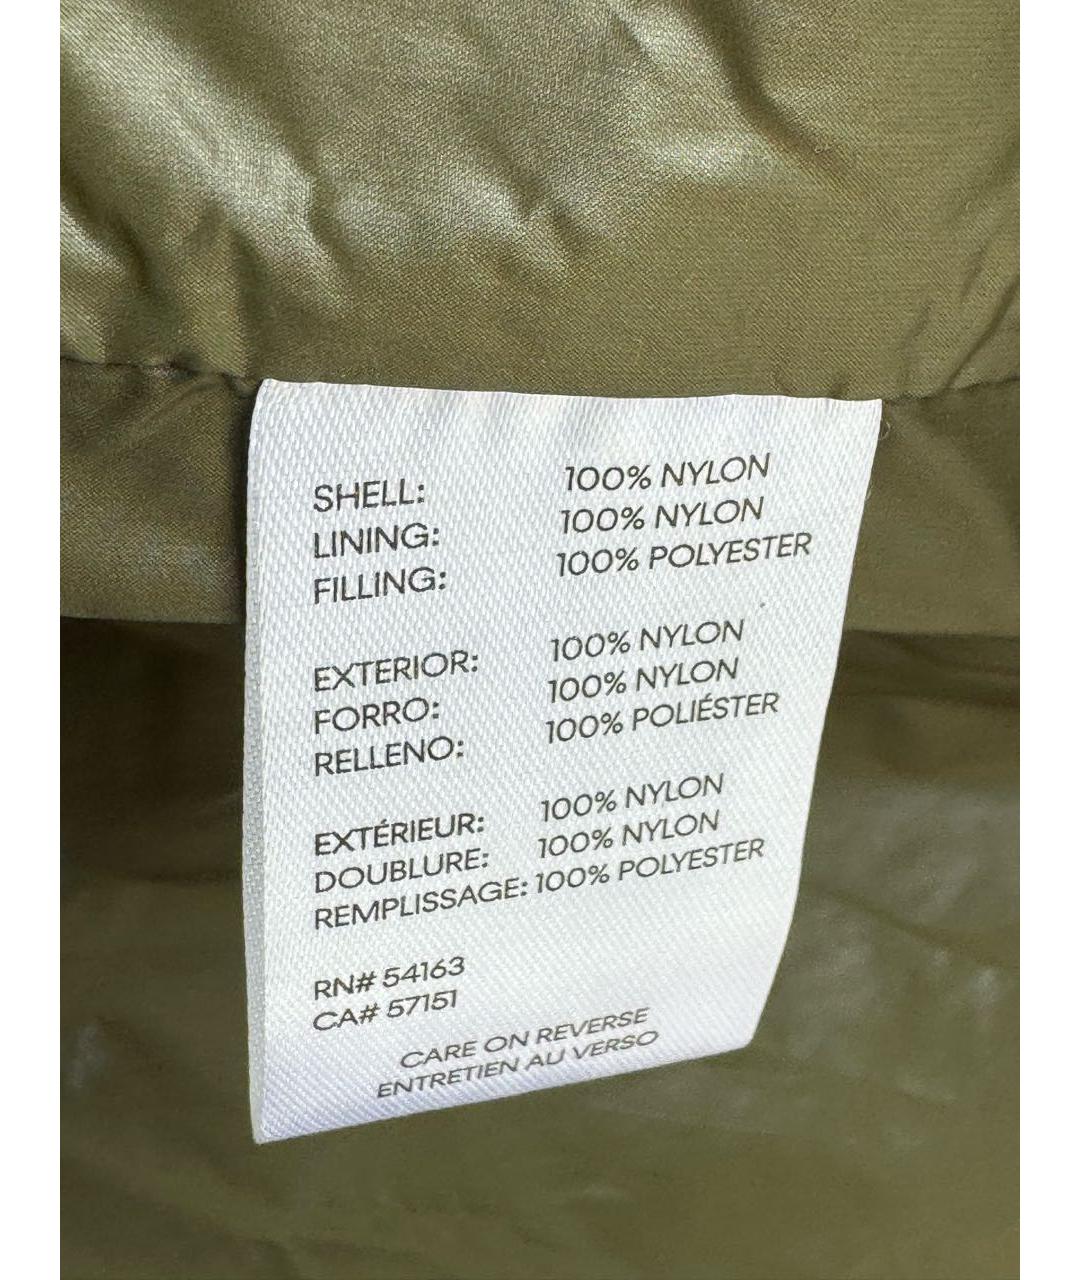 SHELL: 100% NYLON
LINING: 100% NYLON
FILLING: 100% POLYESTER
EXTERIOR: 100% NYLON
FORRO: 100% NYLON
RELLENO: 100% POLIÉSTER
EXTÉRIEUR: 100% NYLON
DOUBLURE: 100% NYLON
REMPLISSAGE: 100% POLYESTER
RN# 54163
CA# 57151
CARE ON REVERSE
ENTRETIEN AU VERSO